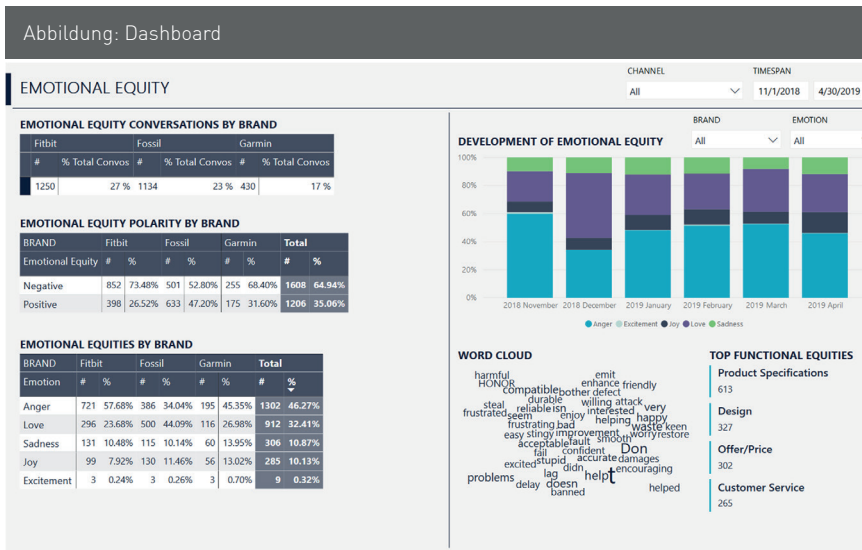 Abbildung: Dashboard
EMOTIONAL EQUITY
CHANNEL TIMESPAN
All 11/1/2018 4/30/2019
EMOTIONAL EQUITY CONVERSATIONS BY BRAND
Fitbit Fossil Garmin
# % Total Convos # % Total Convos # % Total Convos
1250 27 % 1134 23 % 430 17 %
EMOTIONAL EQUITY POLARITY BY BRAND
BRAND Fitbit Fossil Garmin Total
Emotional Equity # % # % # % # %
Negative 852 73.48% 501 52.80% 255 68.40% 1608 64.94%
Positive 398 26.52% 633 47.20% 175 31.60% 1206 35.06%
EMOTIONAL EQUITIES BY BRAND
BRAND Fitbit Fossil Garmin Total
Emotion # % # % # % # %
Anger 721 57.68% 386 34.04% 195 45.35% 1302 46.27%
Love 296 23.68% 500 44.09% 116 26.98% 912 32.41%
Sadness 131 10.48% 115 10.14% 60 13.95% 306 10.87%
Joy 99 7.92% 130 11.46% 56 13.02% 285 10.13%
Excitement 3 0.24% 3 0.26% 3 0.70% 9 0.32%
BRAND EMOTION
DEVELOPMENT OF EMOTIONAL EQUITY All All
100%
80%
60%
40%
20%
0%
2018 November 2018 December 2019 January 2019 February 2019 March 2019 April
Anger Excitement Joy Love Sadness
WORD CLOUD
harmful emit
HONOR enhance friendly
compatible bother defect
durable willing attack
steal reliable isn interested very
frustrated seem enjoy helping happy
frustrating bad waste keen
easy stingy improvement worry restore
acceptable fault smooth
fail confident Don
excited stupid accurate damages
didn encouraging
problems lag help t
delay doesn helped
banned
TOP FUNCTIONAL EQUITIES
Product Specifications
613
Design
327
Offer/Price
302
Customer Service
265